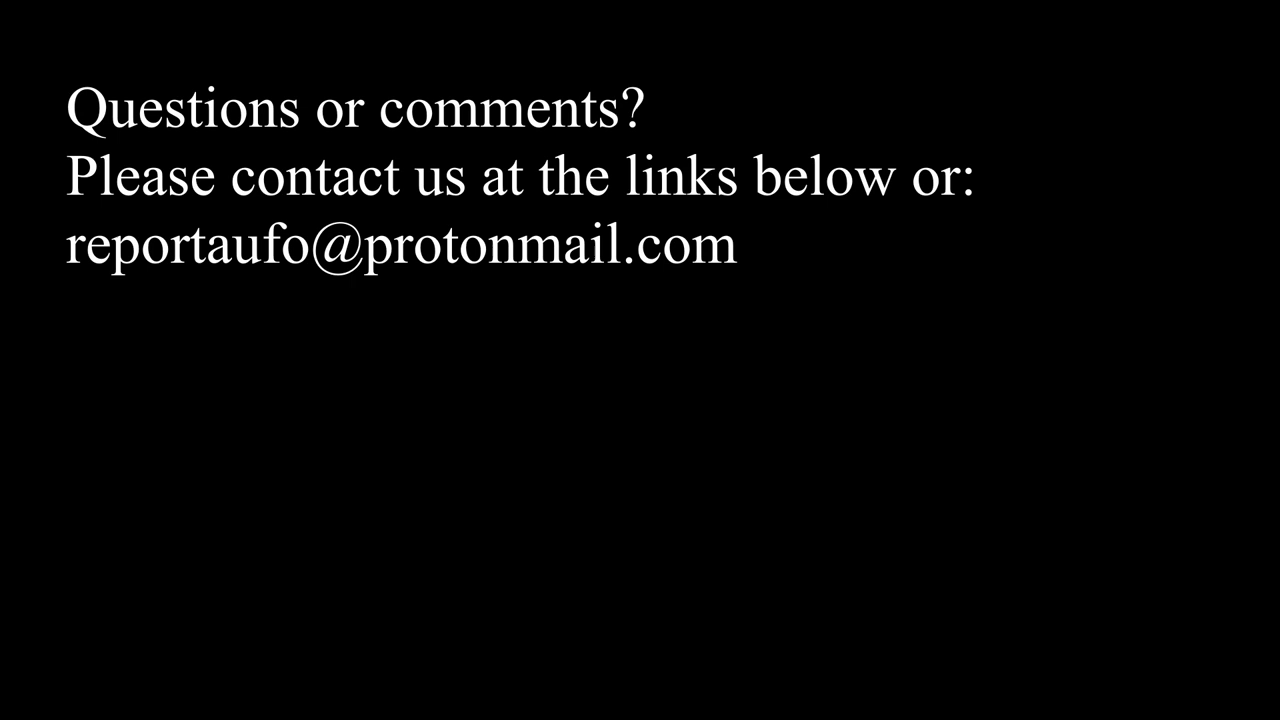 Questions or comments?
Please contact us at the links below or:
reportaufo@protonmail.com